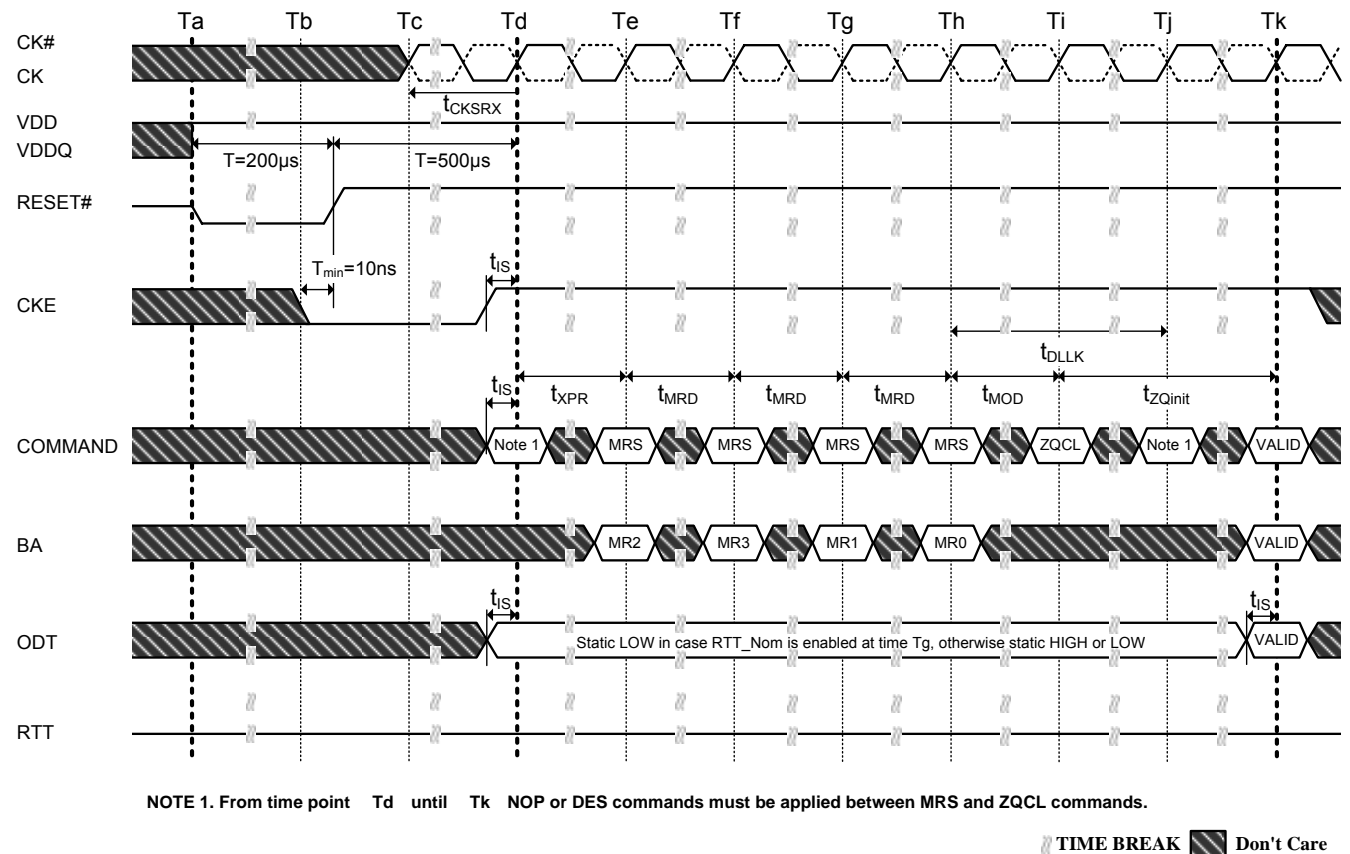 Ta Tb Tc Td Te Tf Tg Th Ti Tj Tk
CK#
CK
tCKSRX
VDD
VDDQ
T=200µs T=500µs
RESET#
Tmin=10ns tIS
CKE
tDLLK
tIS tXPR tMRD tMRD tMRD tMOD tZQinit
COMMAND Note 1 MRS MRS MRS MRS ZQCL Note 1 VALID
BA MR2 MR3 MR1 MR0 VALID
tIS tIS
ODT Static LOW in case RTT_Nom is enabled at time Tg, otherwise static HIGH or LOW VALID
RTT
NOTE 1. From time point Td until Tk NOP or DES commands must be applied between MRS and ZQCL commands.
TIME BREAK Don't Care